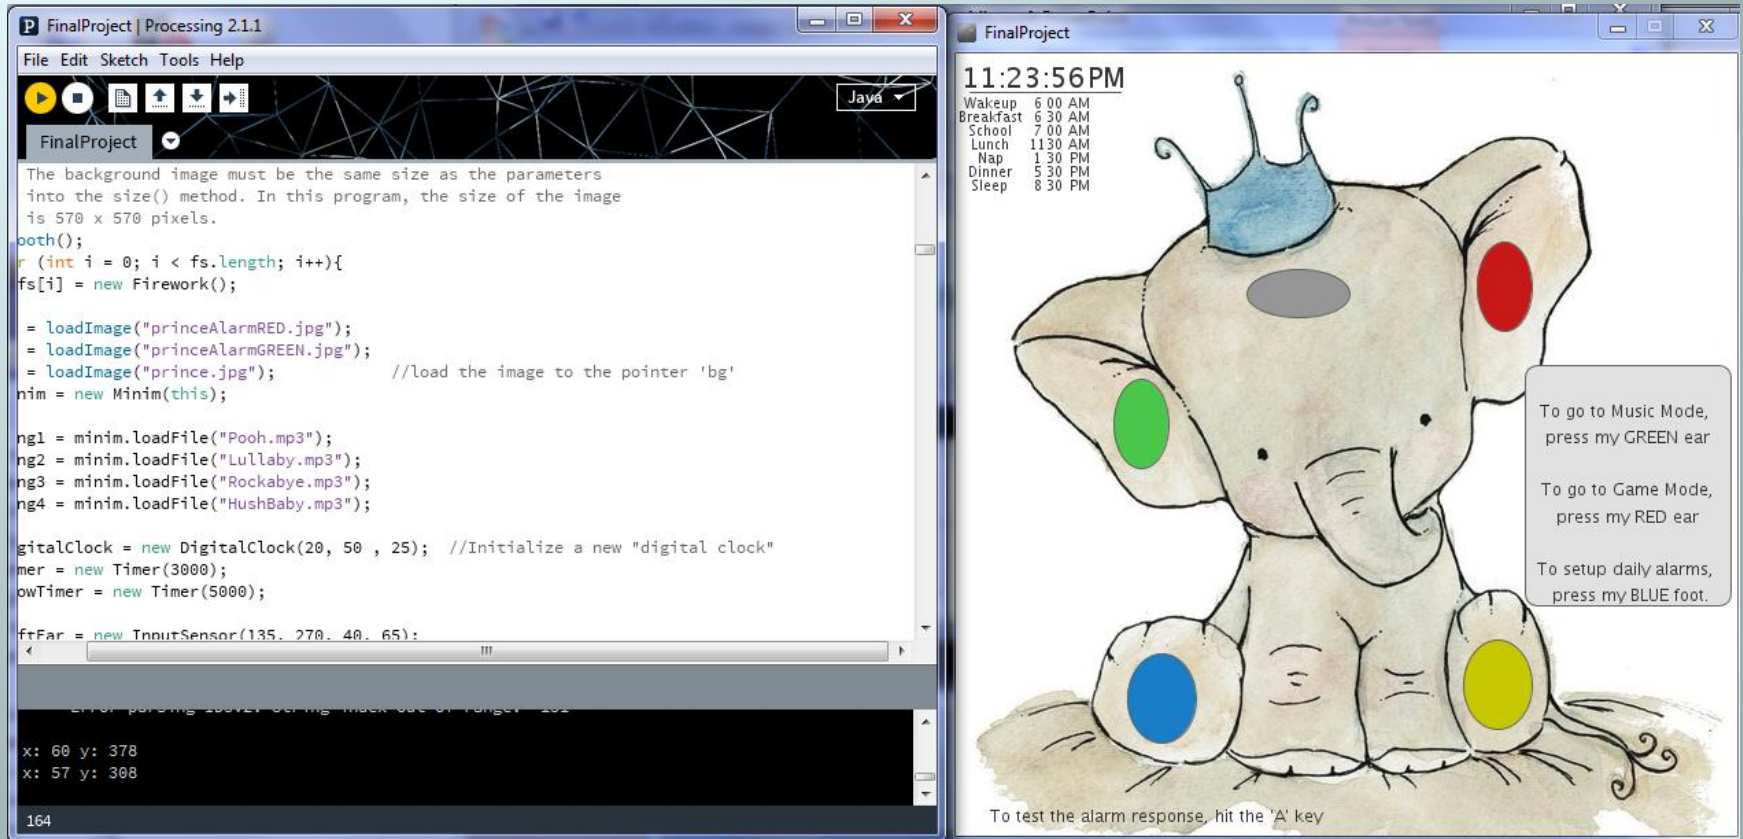 FinalProject | Processing 2.1.1
File Edit Sketch Tools Help
Java
FinalProject
The background image must be the same size as the parameters
into the size() method. In this program, the size of the image
is 570 x 570 pixels.
ooth();
r (int i = 0; i < fs.length; i++){
fs[i] = new Firework();
= loadImage("princeAlarmRED.jpg");
= loadImage("princeAlarmGREEN.jpg");
= loadImage("prince.jpg"); //load the image to the pointer 'bg'
nim = new Minim(this);
ng1 = minim.loadFile("Pooh.mp3");
ng2 = minim.loadFile("Lullaby.mp3");
ng3 = minim.loadFile("Rockabye.mp3");
ng4 = minim.loadFile("HushBaby.mp3");
gitalClock = new DigitalClock(20, 50 , 25); //Initialize a new "digital clock"
mer = new Timer(3000);
owTimer = new Timer(5000);
ftEar = new InputSensor(135, 270, 40, 65);
x: 60 y: 378
x: 57 y: 308
164
FinalProject
11:23:56PM
Wakeup 6 00 AM
Breakfast 6 30 AM
School 7 00 AM
Lunch 1130 AM
Nap 1 30 PM
Dinner 5 30 PM
Sleep 8 30 PM
To go to Music Mode,
press my GREEN ear
To go to Game Mode,
press my RED ear
To setup daily alarms,
press my BLUE foot.
To test the alarm response, hit the 'A' key